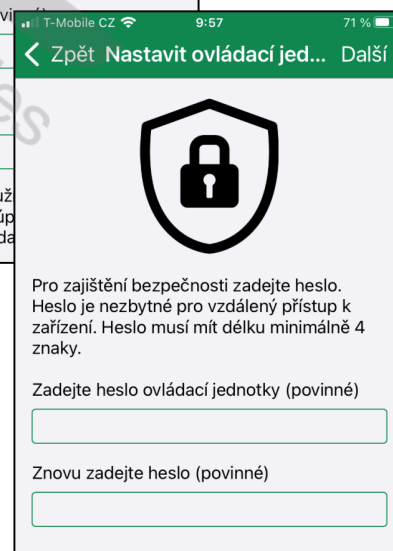 T-Mobile CZ 9:57 71 %
Zpět Nastavit ovládací jed... Další
Pro zajištění bezpečnosti zadejte heslo.
Heslo je nezbytné pro vzdálený přístup k
zařízení. Heslo musí mít délku minimálně 4
znaky.
Zadejte heslo ovládací jednotky (povinné)
Znovu zadejte heslo (povinné)